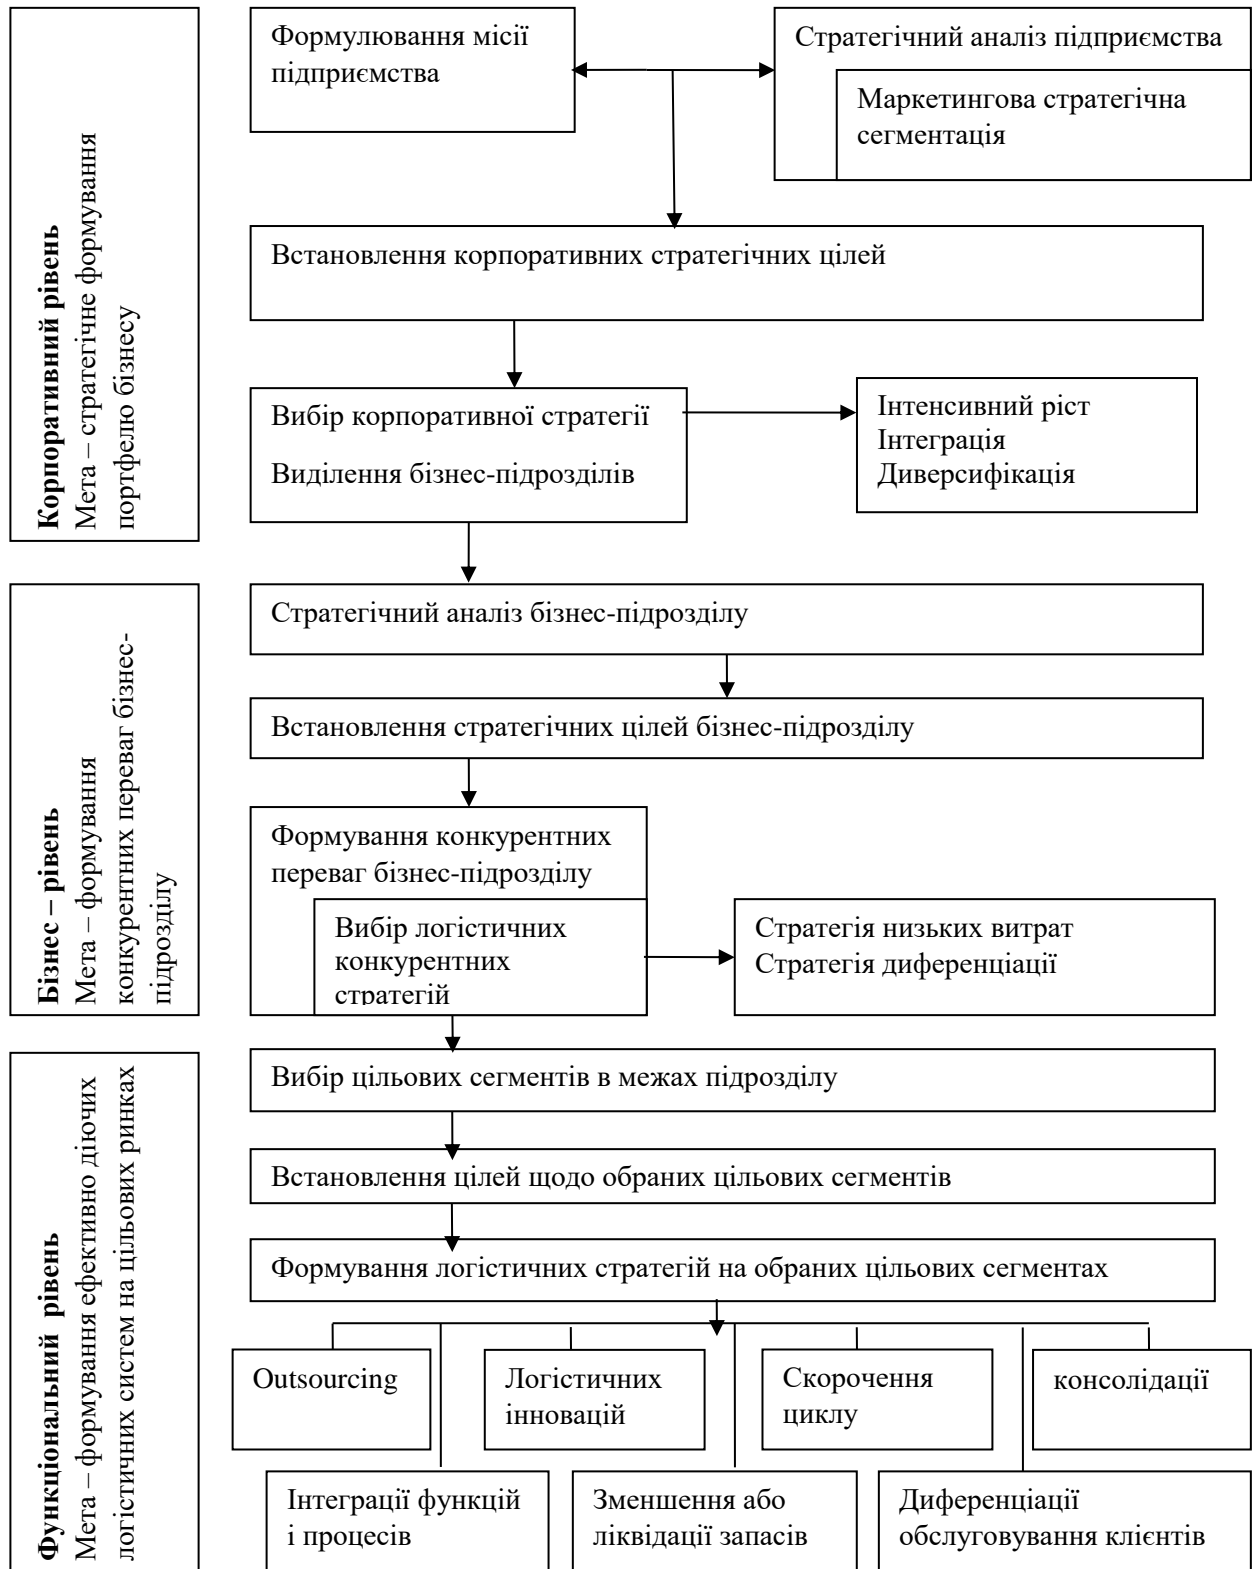 Корпоративний рівень
Мета – стратегічне формування
портфелю бізнесу
Формулювання місії
підприємства
Стратегічний аналіз підприємства
Маркетингова стратегічна
сегментація
Встановлення корпоративних стратегічних цілей
Вибір корпоративної стратегії
Виділення бізнес-підрозділів
Інтенсивний ріст
Інтеграція
Диверсифікація
Бізнес – рівень
Мета – формування
конкурентних переваг бізнес-
підрозділу
Стратегічний аналіз бізнес-підрозділу
Встановлення стратегічних цілей бізнес-підрозділу
Формування конкурентних
переваг бізнес-підрозділу
Вибір логістичних
конкурентних
стратегій
Стратегія низьких витрат
Стратегія диференціації
Функціональний рівень
Мета – формування ефективно діючих
логістичних систем на цільових ринках
Вибір цільових сегментів в межах підрозділу
Встановлення цілей щодо обраних цільових сегментів
Формування логістичних стратегій на обраних цільових сегментах
Outsourcing
Логістичних
інновацій
Скорочення
циклу
консолідації
Інтеграції функцій
і процесів
Зменшення або
ліквідації запасів
Диференціації
обслуговування клієнтів